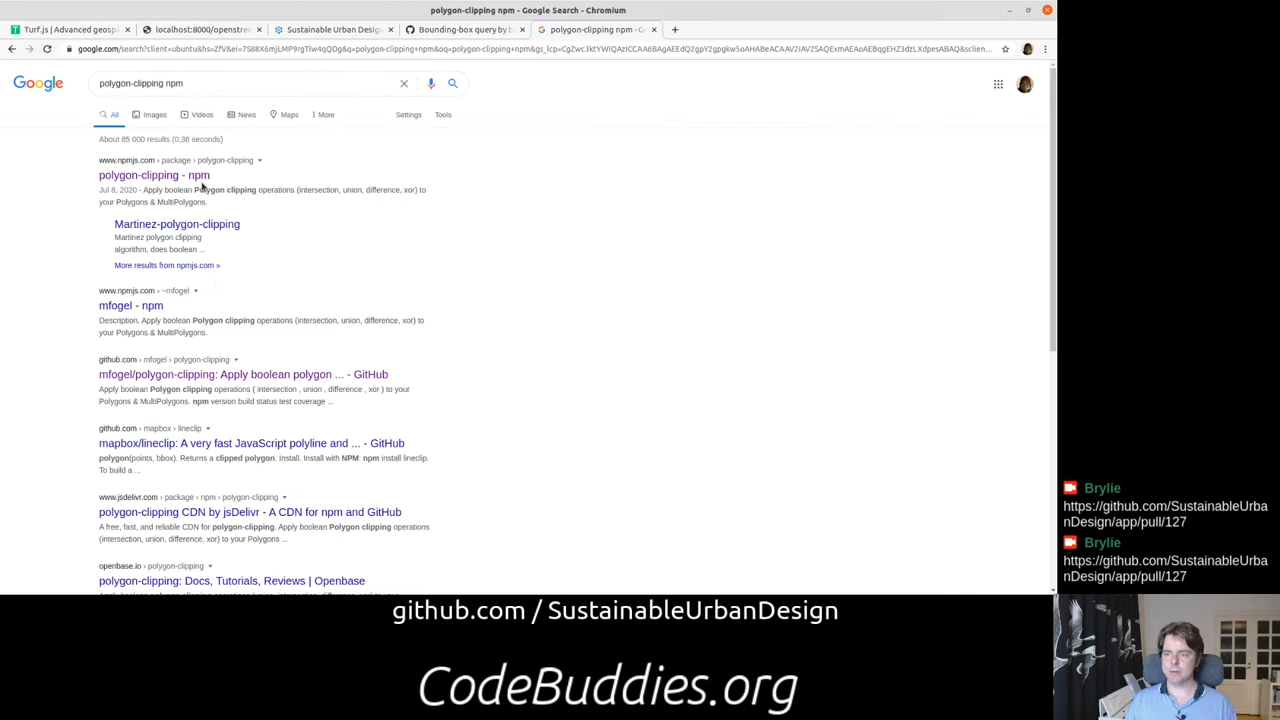 polygon-clipping npm - Google Search - Chromium
Turf.js | Advanced geosp
localhost:8000/openstree
Sustainable Urban Design
Bounding-box query by b
polygon-clipping npm - G
Google
polygon-clipping npm
All
Images
Videos
News
Maps
More
Settings
Tools
About 85 000 results (0,36 seconds)
www.npmjs.com › package › polygon-clipping
polygon-clipping - npm
Jul 8, 2020 - Apply boolean Polygon clipping operations (intersection, union, difference, xor) to
your Polygons & MultiPolygons.
Martinez-polygon-clipping
Martinez polygon clipping
algorithm, does boolean ...
More results from npmjs.com »
www.npmjs.com › ~mfogel
mfogel - npm
Description. Apply boolean Polygon clipping operations (intersection, union, difference, xor) to
your Polygons & MultiPolygons.
github.com › mfogel › polygon-clipping
mfogel/polygon-clipping: Apply boolean polygon ... - GitHub
Apply boolean Polygon clipping operations ( intersection , union , difference , xor ) to your
Polygons & MultiPolygons. npm version build status test coverage ...
github.com › mapbox › lineclip
mapbox/lineclip: A very fast JavaScript polyline and ... - GitHub
polygon(points, bbox). Returns a clipped polygon. Install. Install with NPM: npm install lineclip.
To build a ...
www.jsdelivr.com › package › npm › polygon-clipping
polygon-clipping CDN by jsDelivr - A CDN for npm and GitHub
A free, fast, and reliable CDN for polygon-clipping. Apply boolean Polygon clipping operations
(intersection, union, difference, xor) to your Polygons ...
openbase.io › polygon-clipping
polygon-clipping: Docs, Tutorials, Reviews | Openbase
Brylie
https://github.com/SustainableUrba
nDesign/app/pull/127
Brylie
https://github.com/SustainableUrba
nDesign/app/pull/127
github.com / SustainableUrbanDesign
CodeBuddies.org